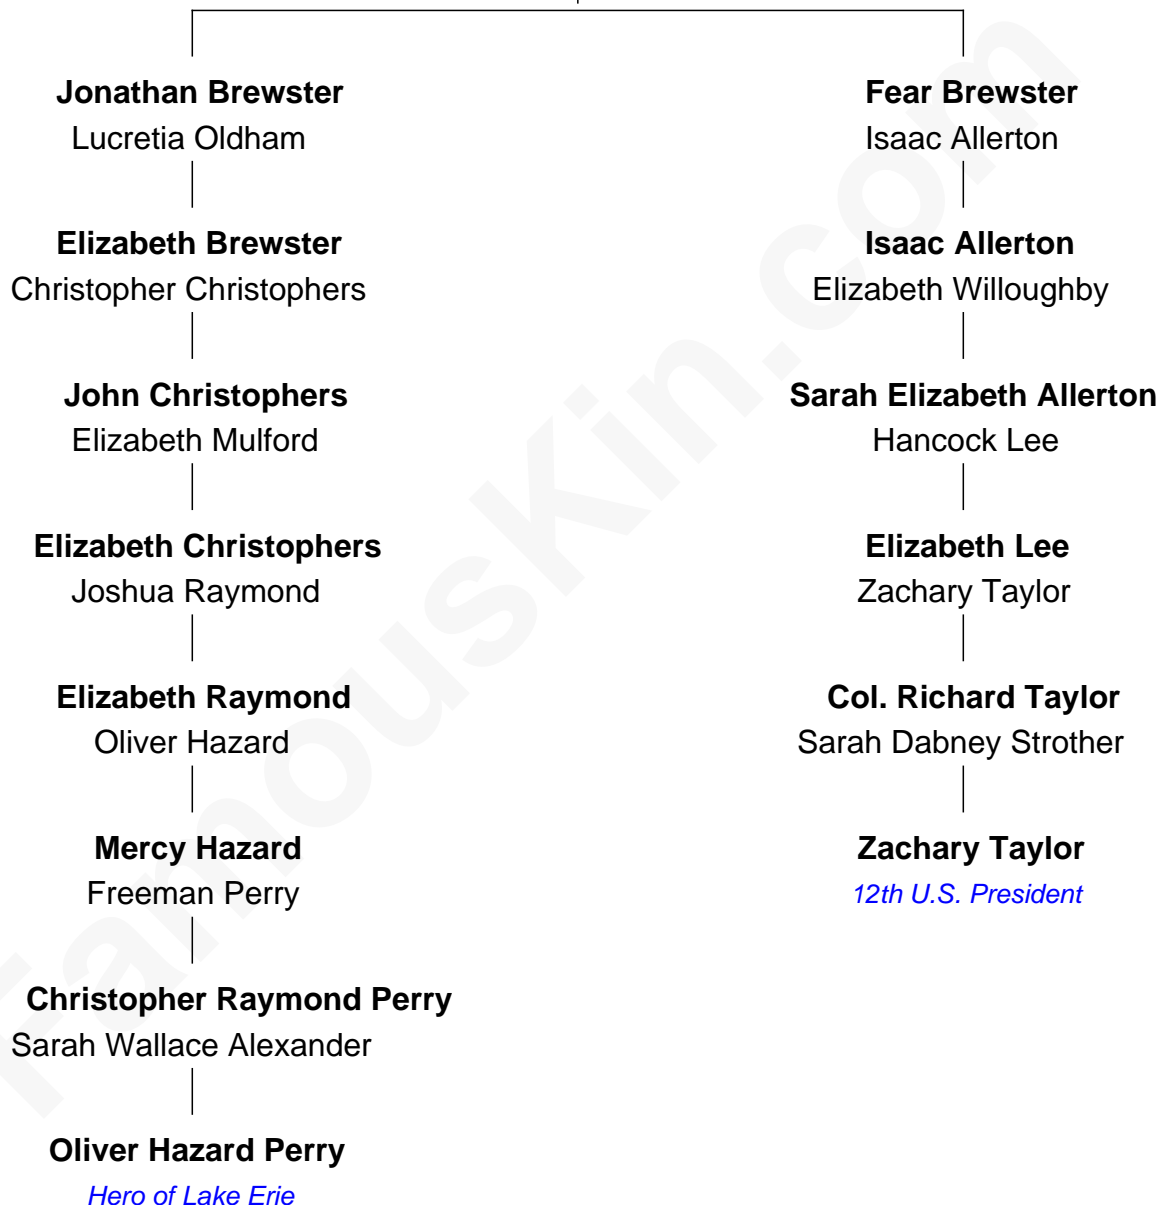 Jonathan Brewster
Lucretia Oldham
Elizabeth Brewster
Christopher Christophers
John Christophers
Elizabeth Mulford
Elizabeth Christophers
Joshua Raymond
Elizabeth Raymond
Oliver Hazard
Mercy Hazard
Freeman Perry
Christopher Raymond Perry
Sarah Wallace Alexander
Oliver Hazard Perry
Hero of Lake Erie
Fear Brewster
Isaac Allerton
Isaac Allerton
Elizabeth Willoughby
Sarah Elizabeth Allerton
Hancock Lee
Elizabeth Lee
Zachary Taylor
Col. Richard Taylor
Sarah Dabney Strother
Zachary Taylor
12th U.S. President
FamousKin.com